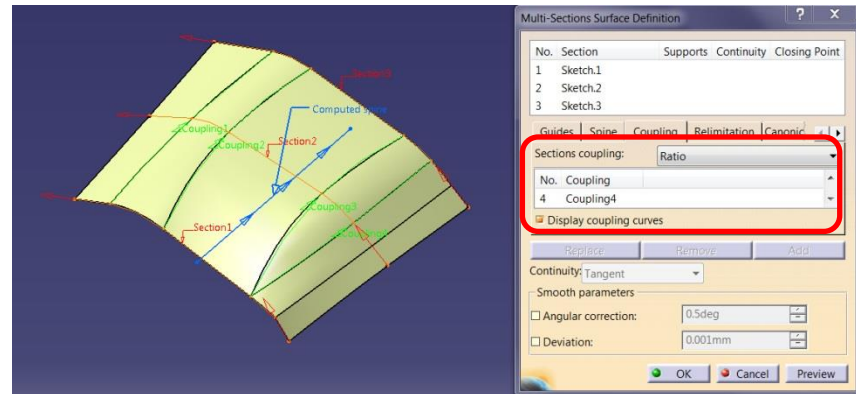 Multi-Sections Surface Definition ? X
No. Section Supports Continuity Closing Point
1 Sketch.1
2 Sketch.2
3 Sketch.3
Guides Spine Coupling Relimitation Canonic
Sections coupling: Ratio
No. Coupling
4 Coupling4
Display coupling curves
Replace Remove Add
Continuity: Tangent
Smooth parameters
Angular correction: 0.5deg
Deviation: 0.001mm
OK Cancel Preview
Section3
Computed spine
Coupling1
Coupling2
Section2
Coupling3
Section1
Coupling4